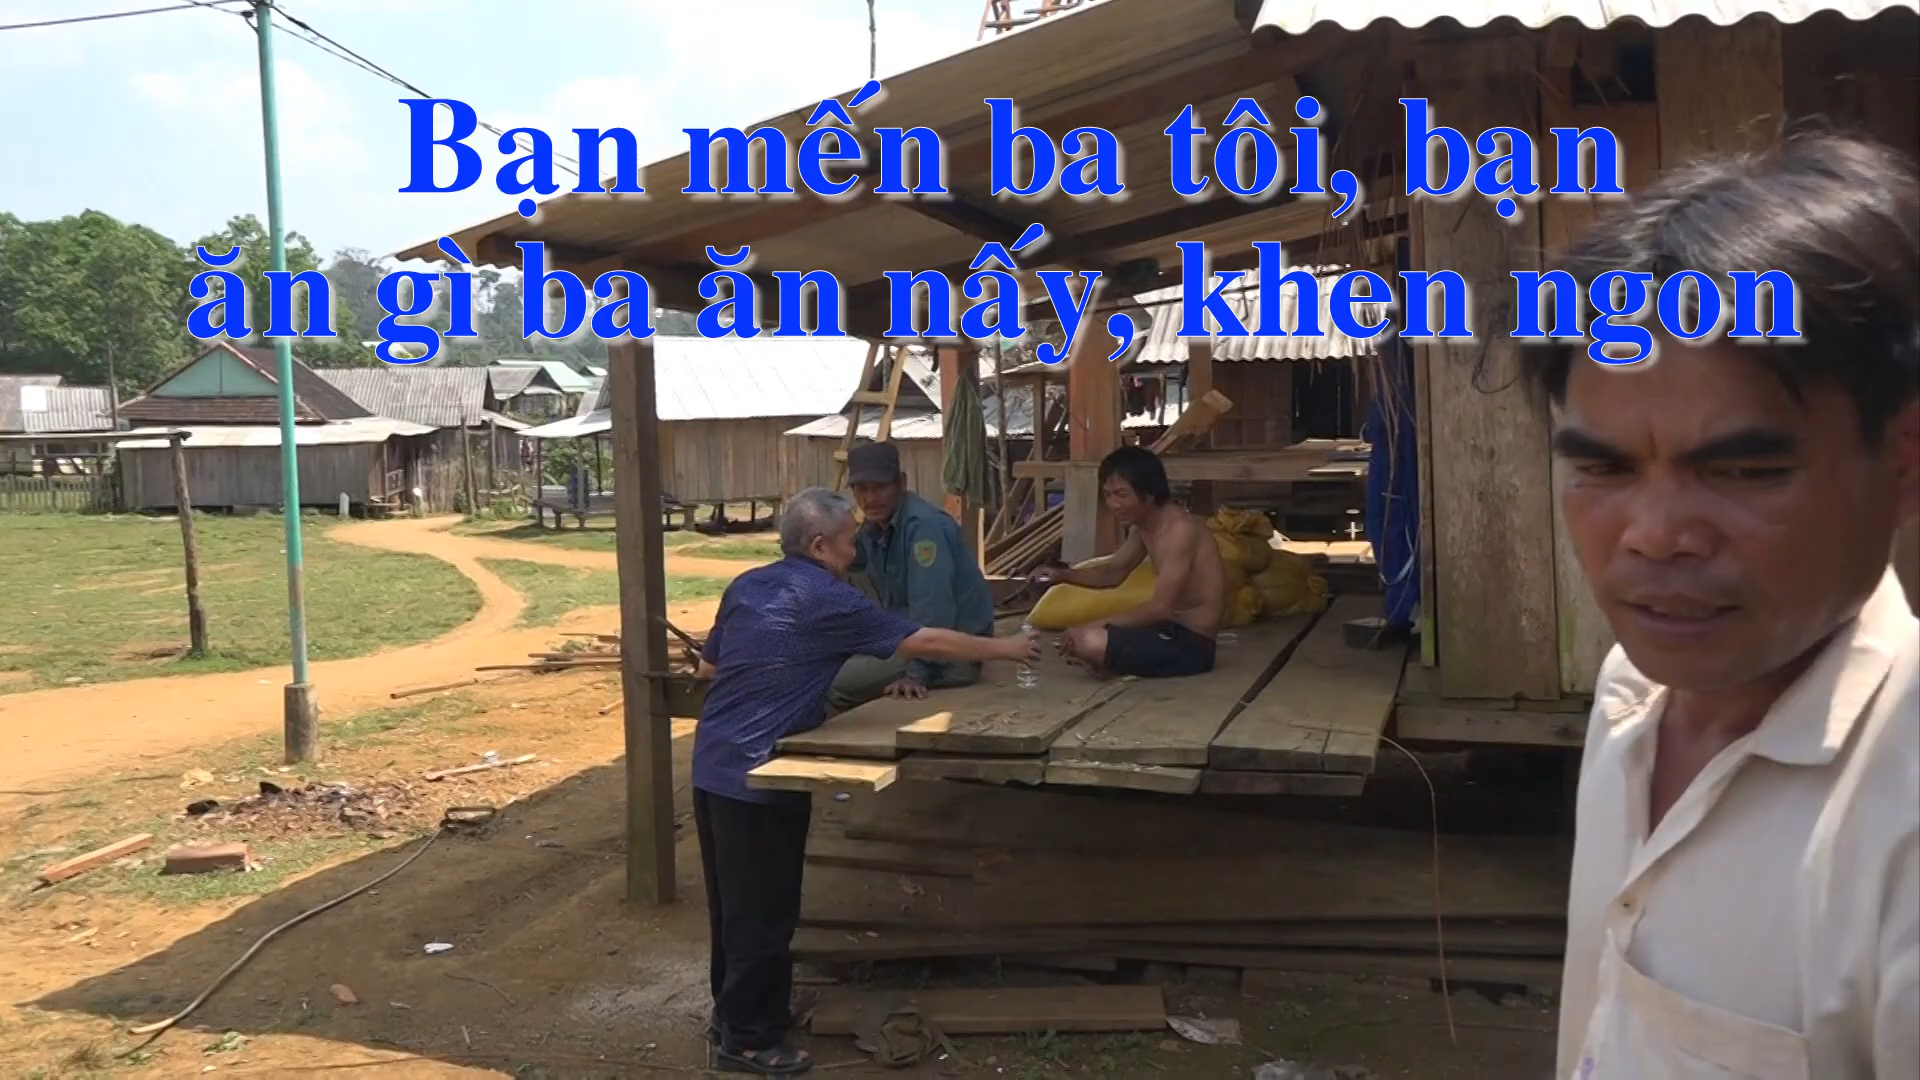 Bạn mến ba tôi, bạn
ăn gì ba ăn nấy, khen ngon